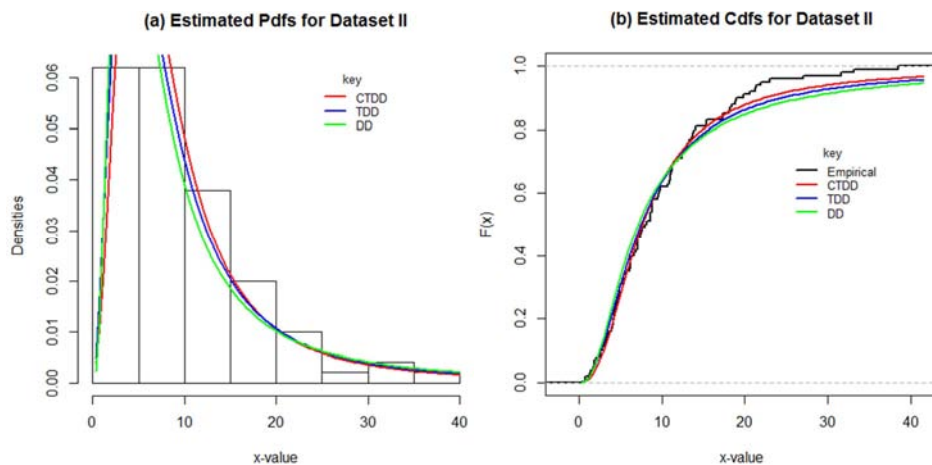 (a) Estimated Pdfs for Dataset II
Densities
0.00
0.01
0.02
0.03
0.04
0.05
0.06
key
CTDD
TDD
DD
0
10
20
30
40
x-value
(b) Estimated Cdfs for Dataset II
F(x)
0.0
0.2
0.4
0.6
0.8
1.0
key
Empirical
CTDD
TDD
DD
0
10
20
30
40
x-value